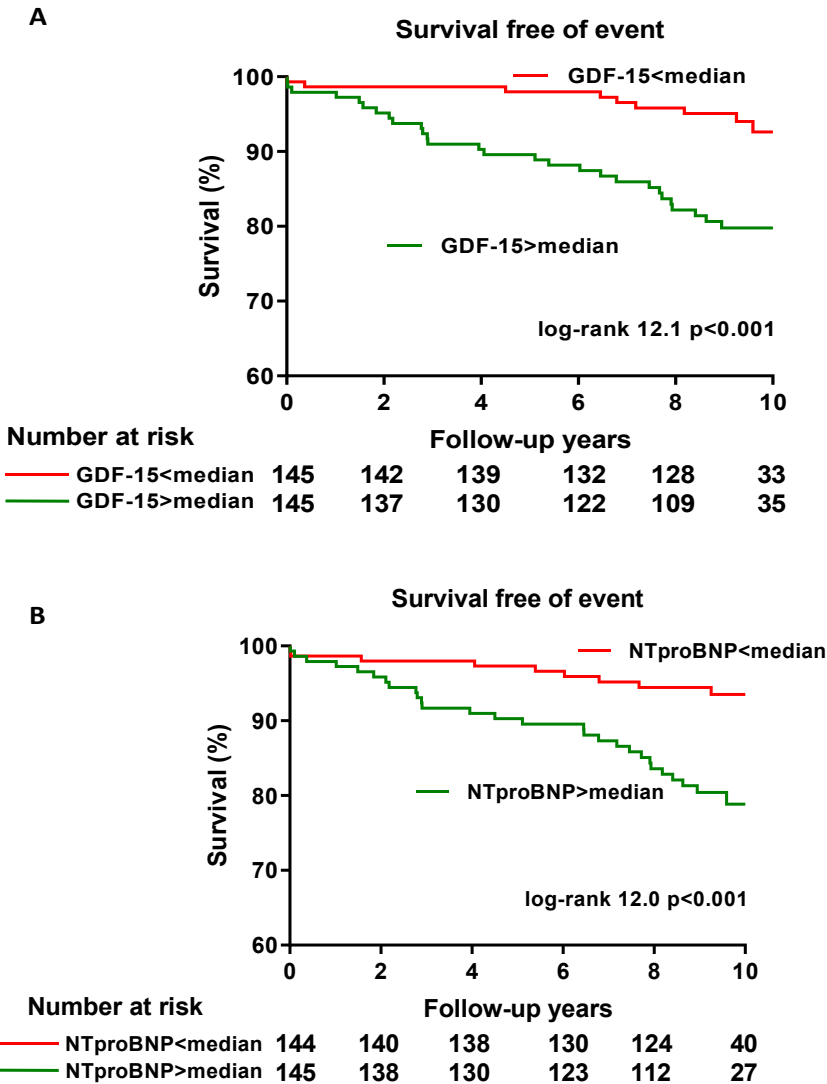 A
Survival free of event
GDF-15<median
100
90
80
70
60
Survival (%)
GDF-15>median
log-rank 12.1 p<0.001
0 2 4 6 8 10
Number at risk Follow-up years
GDF-15<median 145 142 139 132 128 33
GDF-15>median 145 137 130 122 109 35
B
Survival free of event
NTproBNP<median
100
90
80
70
60
Survival (%)
NTproBNP>median
log-rank 12.0 p<0.001
0 2 4 6 8 10
Number at risk Follow-up years
NTproBNP<median 144 140 138 130 124 40
NTproBNP>median 145 138 130 123 112 27